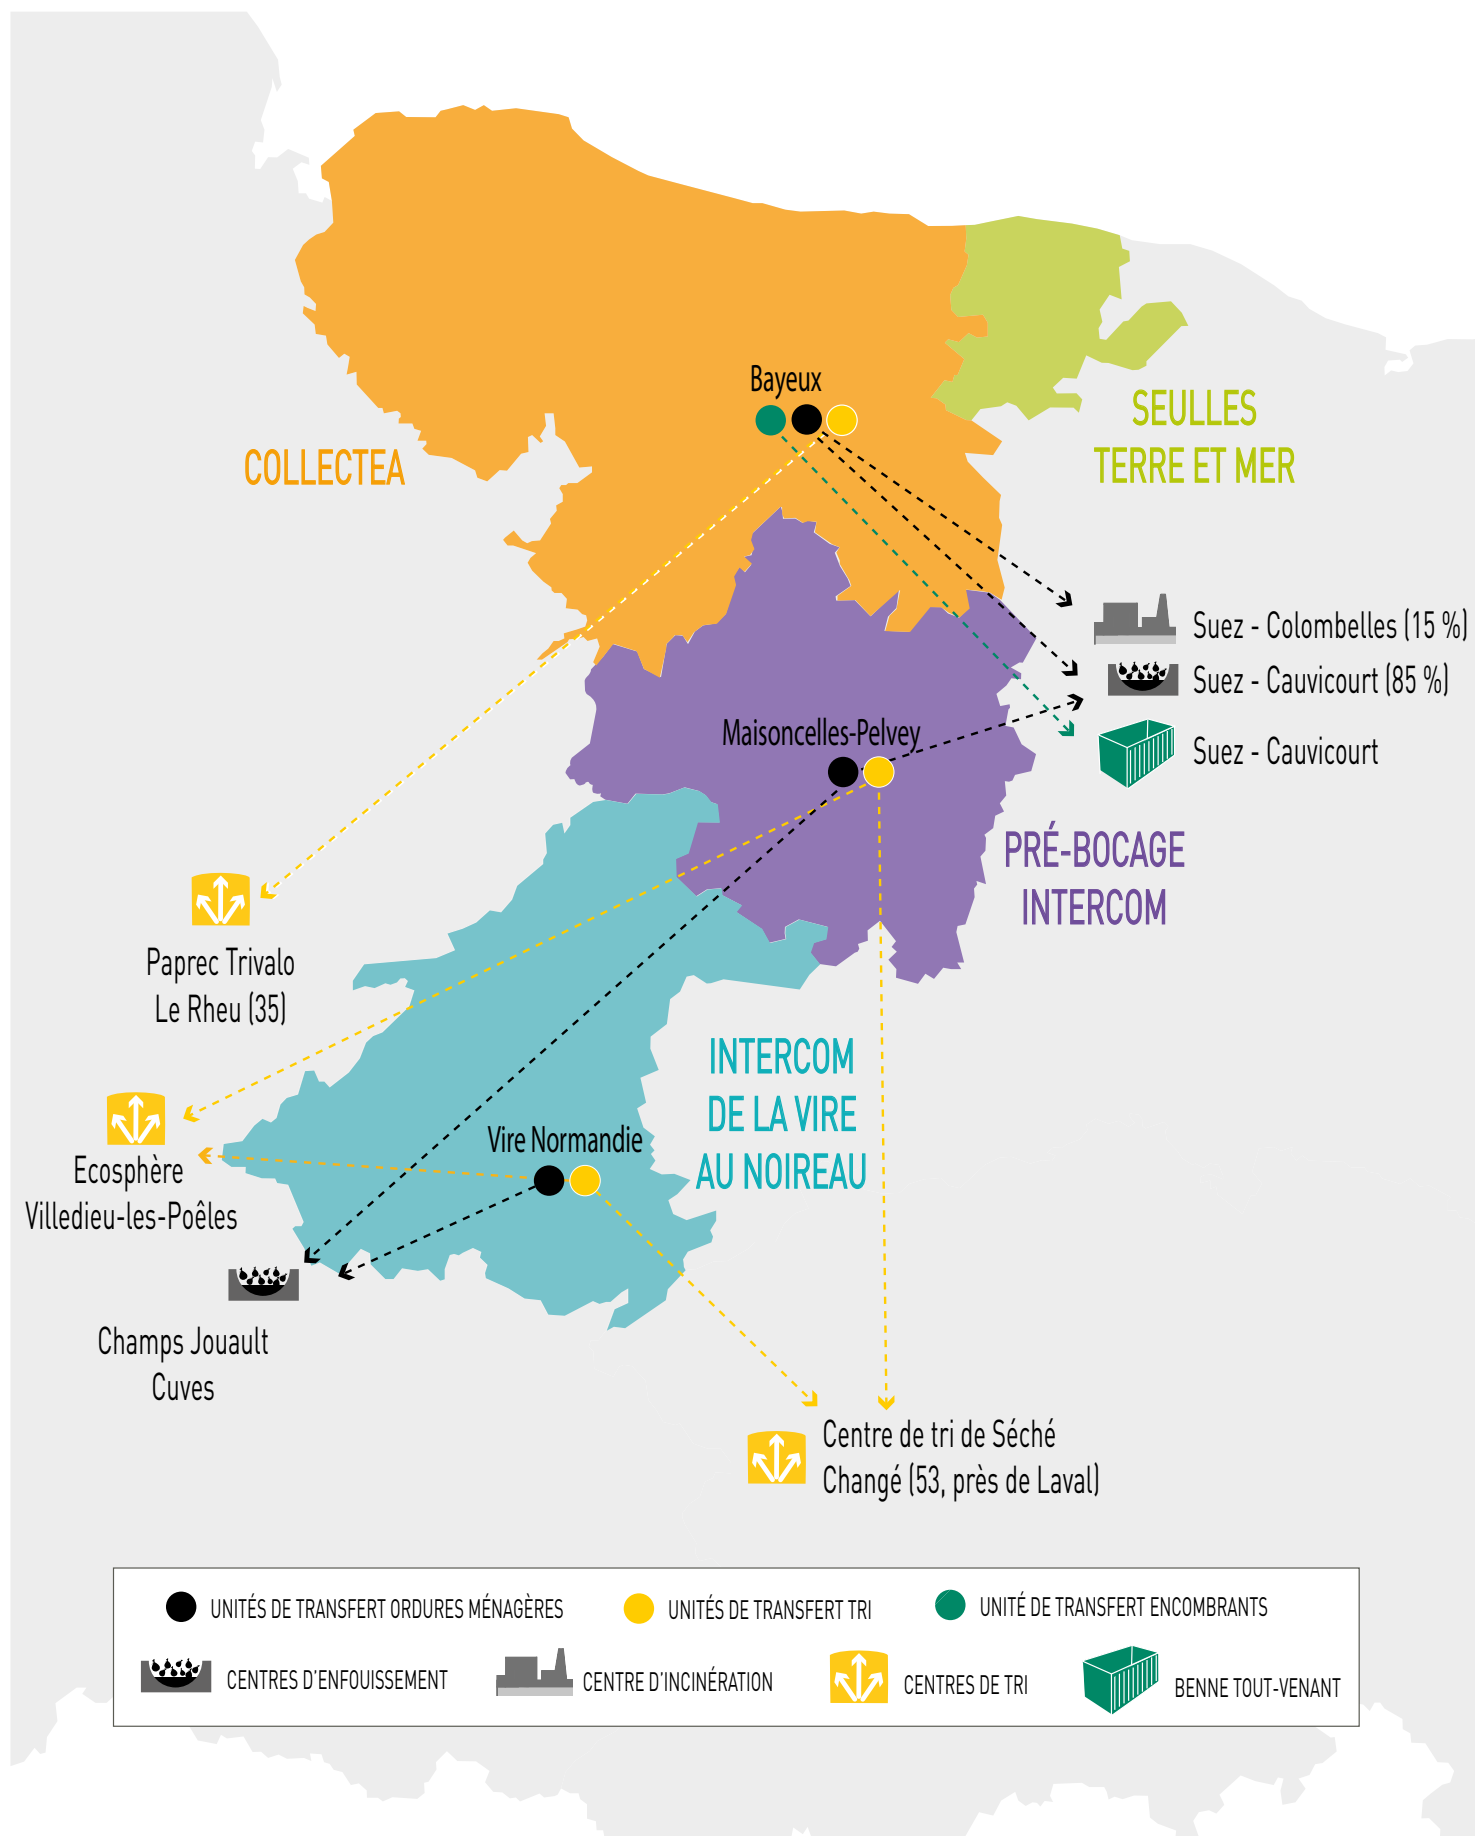 Bayeux
COLLECTEA
SEULLES
TERRE ET MER
Suez - Colombelles (15 %)
Suez - Cauvicourt (85 %)
Suez - Cauvicourt
Maisoncelles-Pelvey
PRÉ-BOCAGE
INTERCOM
Paprec Trivalo
Le Rheu (35)
INTERCOM
DE LA VIRE
AU NOIREAU
Vire Normandie
Ecosphère
Villedieu-les-Poêles
Champs Jouault
Cuves
Centre de tri de Séché
Changé (53, près de Laval)
UNITÉS DE TRANSFERT ORDURES MÉNAGÈRES
UNITÉS DE TRANSFERT TRI
UNITÉ DE TRANSFERT ENCOMBRANTS
CENTRES D'ENFOUISSEMENT
CENTRE D'INCINÉRATION
CENTRES DE TRI
BENNE TOUT-VENANT